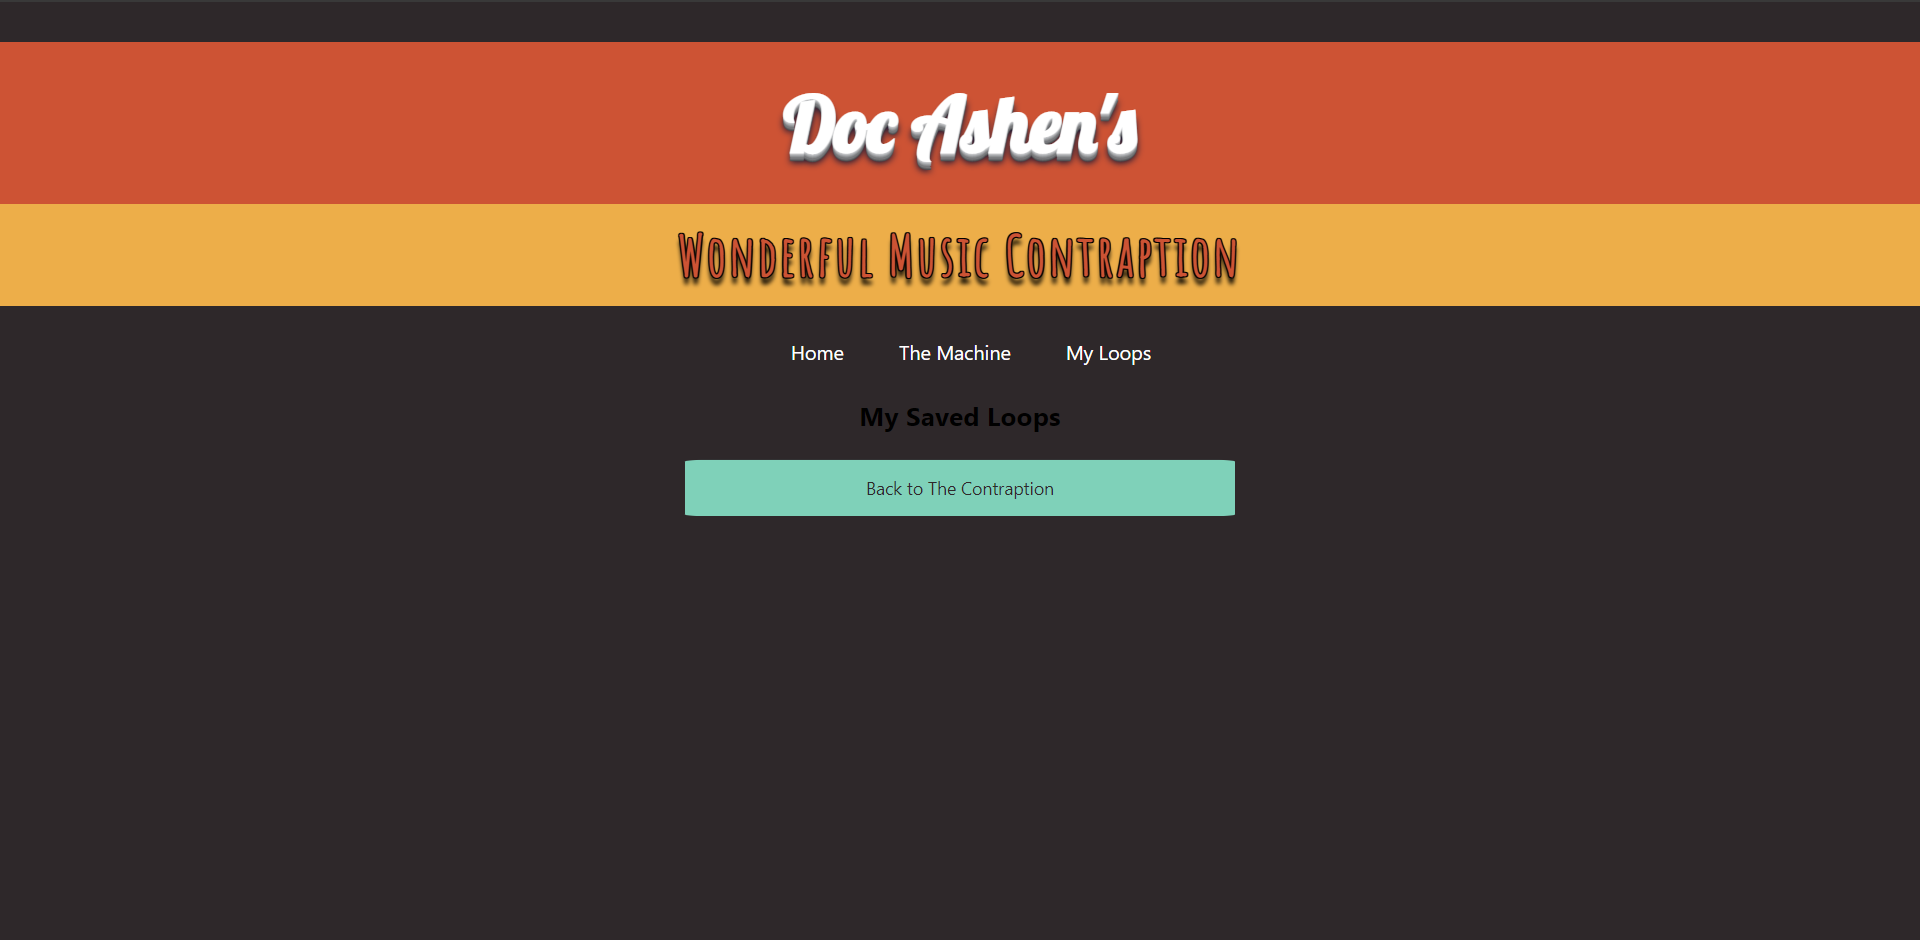 Doc Ashen's
Wonderful Music Contraption
Home The Machine My Loops
My Saved Loops
Back to The Contraption